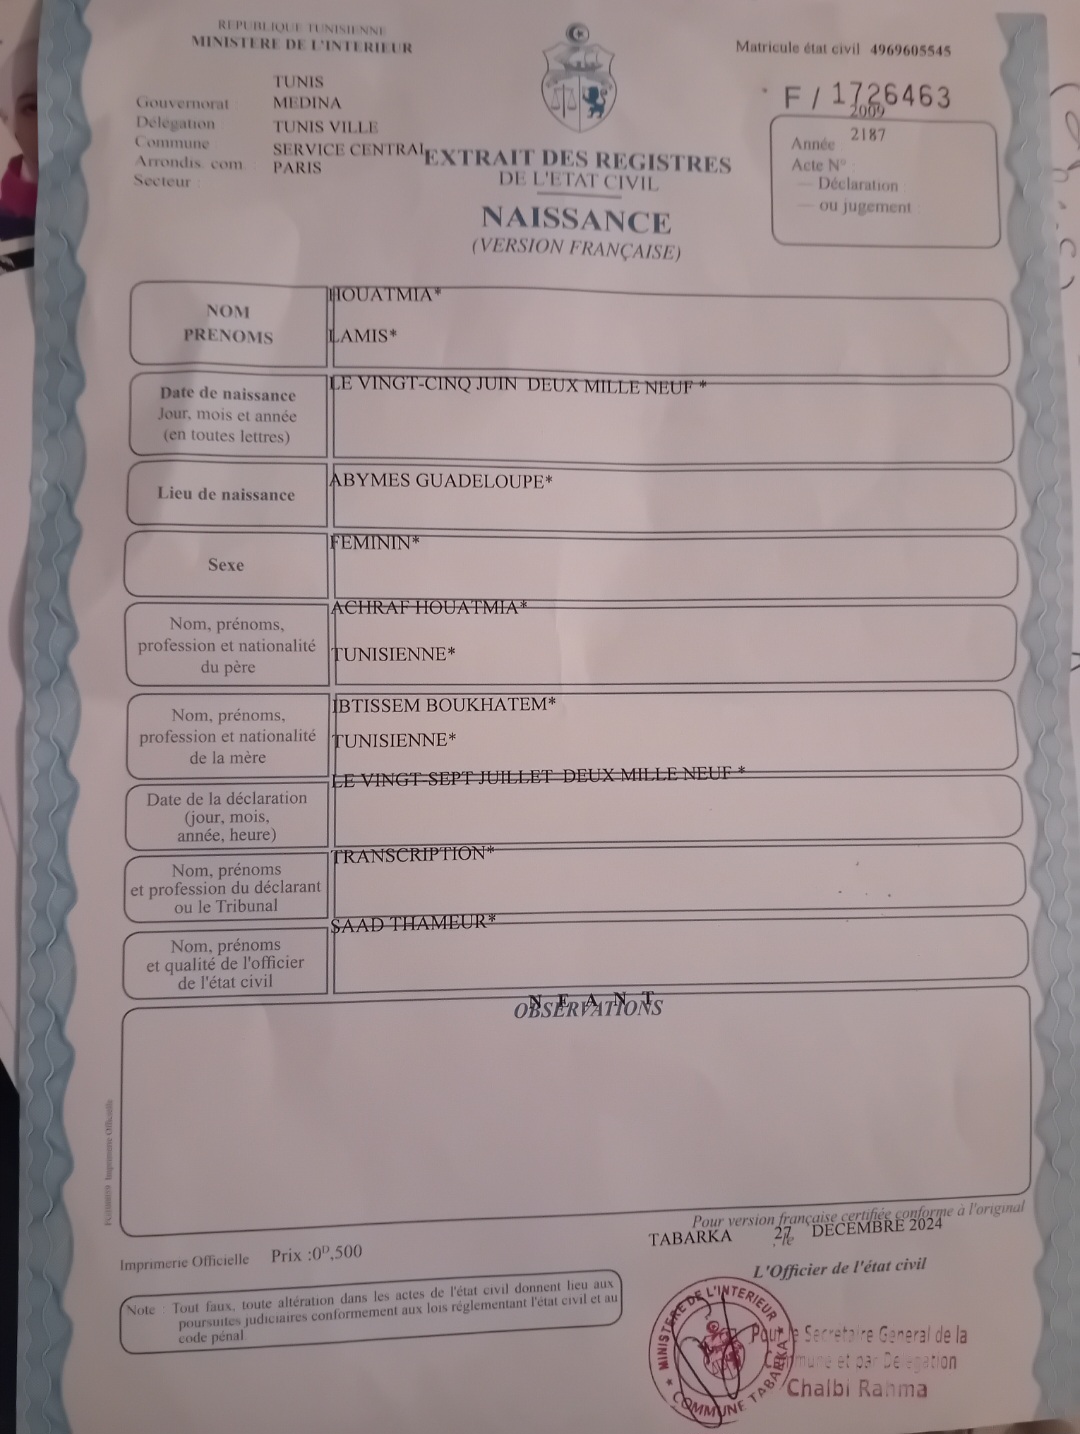 REPUBLIQUE TUNISIENNE
MINISTERE DE L'INTERIEUR
Matricule état civil 4969605545
F / 1726463
TUNIS
Gouvernorat : MEDINA
Délégation : TUNIS VILLE
Commune : SERVICE CENTRAL
Arrondis com. : PARIS
Secteur :
EXTRAIT DES REGISTRES
DE L'ETAT CIVIL
NAISSANCE
(VERSION FRANÇAISE)
2009
Année : 2187
Acte N° :
— Déclaration :
— ou jugement :
NOM
PRENOMS
HOUATMIA*
LAMIS*
Date de naissance
Jour, mois et année
(en toutes lettres)
LE VINGT-CINQ JUIN DEUX MILLE NEUF *
Lieu de naissance
ABYMES GUADELOUPE*
Sexe
FEMININ*
Nom, prénoms,
profession et nationalité
du père
ACHRAF HOUATMIA*
TUNISIENNE*
Nom, prénoms,
profession et nationalité
de la mère
IBTISSEM BOUKHATEM*
TUNISIENNE*
Date de la déclaration
(jour, mois,
année, heure)
LE VINGT-SEPT JUILLET DEUX MILLE NEUF *
Nom, prénoms
et profession du déclarant
ou le Tribunal
TRANSCRIPTION*
Nom, prénoms
et qualité de l'officier
de l'état civil
SAAD THAMEUR*
N E A N T
OBSERVATIONS
Imprimerie Officielle
Pour version française certifiée conforme à l'original
TABARKA le 27 DECEMBRE 2024
L'Officier de l'état civil
Imprimerie Officielle Prix :0ᴰ,500
Note : Tout faux, toute altération dans les actes de l'état civil donnent lieu aux
poursuites judiciaires conformement aux lois réglementant l'état civil et au
code pénal.
MINISTERE DE L'INTERIEUR
COMMUNE TABARKA
Pour le Secretaire General de la
Commune et par Delegation
Chalbi Rahma